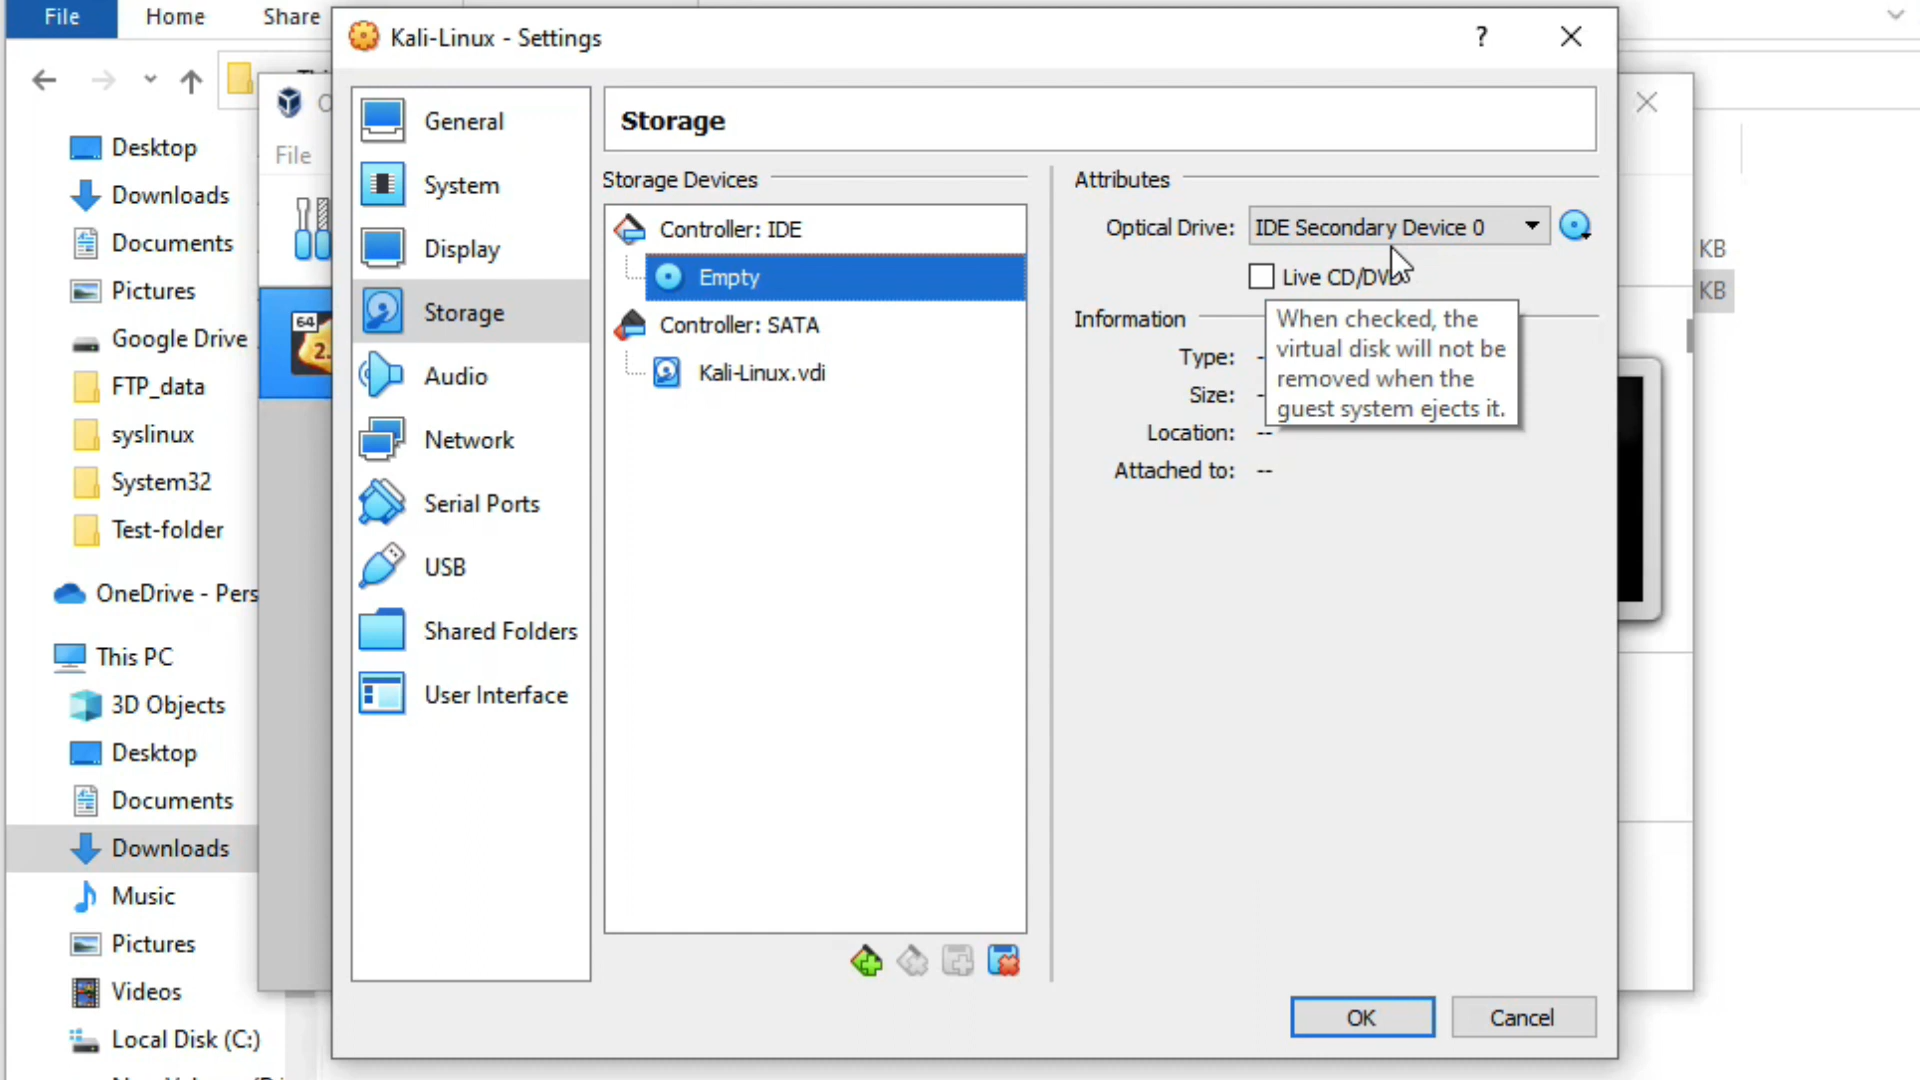 File
Home
Share
Kali-Linux - Settings
?
File
Desktop
Downloads
Documents
Pictures
Google Drive
FTP_data
syslinux
System32
Test-folder
OneDrive - Pers
This PC
3D Objects
Desktop
Documents
Downloads
Music
Pictures
Videos
Local Disk (C:)
64
2.
General
System
Display
Storage
Audio
Network
Serial Ports
USB
Shared Folders
User Interface
Storage
Storage Devices
Controller: IDE
Empty
Controller: SATA
Kali-Linux.vdi
Attributes
Optical Drive: IDE Secondary Device 0
Live CD/DVD
Information
Type: -
Size: -
Location: --
Attached to: --
When checked, the
virtual disk will not be
removed when the
guest system ejects it.
OK
Cancel
KB
KB